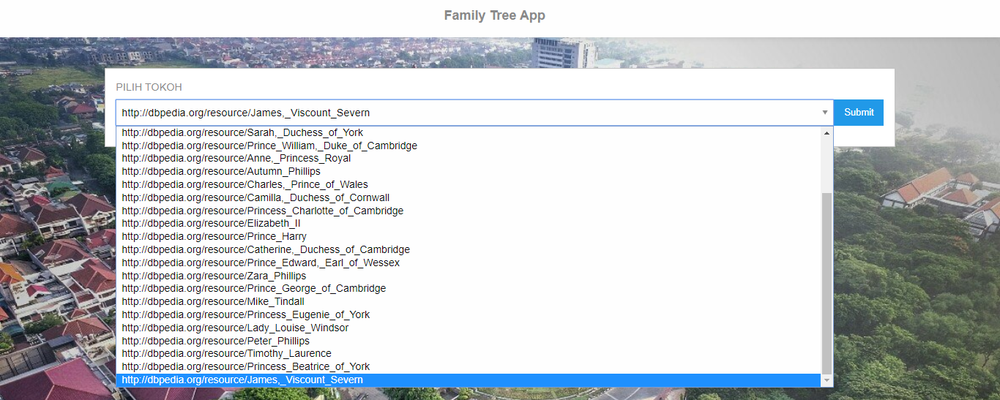 Family Tree App
PILIH TOKOH
http://dbpedia.org/resource/James,_Viscount_Severn
Submit
http://dbpedia.org/resource/Sarah,_Duchess_of_York
http://dbpedia.org/resource/Prince_William,_Duke_of_Cambridge
http://dbpedia.org/resource/Anne,_Princess_Royal
http://dbpedia.org/resource/Autumn_Phillips
http://dbpedia.org/resource/Charles,_Prince_of_Wales
http://dbpedia.org/resource/Camilla,_Duchess_of_Cornwall
http://dbpedia.org/resource/Princess_Charlotte_of_Cambridge
http://dbpedia.org/resource/Elizabeth_II
http://dbpedia.org/resource/Prince_Harry
http://dbpedia.org/resource/Catherine,_Duchess_of_Cambridge
http://dbpedia.org/resource/Prince_Edward,_Earl_of_Wessex
http://dbpedia.org/resource/Zara_Phillips
http://dbpedia.org/resource/Prince_George_of_Cambridge
http://dbpedia.org/resource/Mike_Tindall
http://dbpedia.org/resource/Princess_Eugenie_of_York
http://dbpedia.org/resource/Lady_Louise_Windsor
http://dbpedia.org/resource/Peter_Phillips
http://dbpedia.org/resource/Timothy_Laurence
http://dbpedia.org/resource/Princess_Beatrice_of_York
http://dbpedia.org/resource/James,_Viscount_Severn